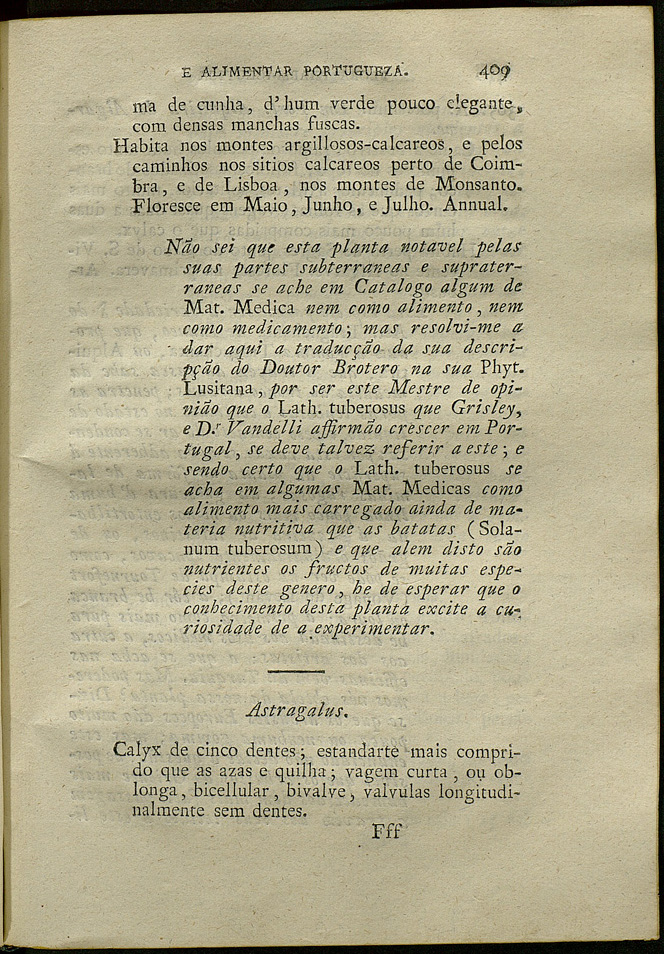 E ALIMENTAR PORTUGUEZA. 409
ma de cunha, d'hum verde pouco elegante,
com densas manchas fuscas.
Habita nos montes argillosos-calcareos, e pelos
caminhos nos sitios calcareos perto de Coim-
bra, e de Lisboa, nos montes de Monsanto.
Floresce em Maio, Junho, e Julho. Annual.
Não sei que esta planta notavel pelas
suas partes subterraneas e suprater-
raneas se ache em Catalogo algum de
Mat. Medica nem como alimento, nem
como medicamento; mas resolvi-me a
dar aqui a traducção da sua descri-
pção do Doutor Brotero na sua Phyt.
Lusitana, por ser este Mestre de opi-
nião que o Lath. tuberosus que Grisley,
e D.r Vandelli affirmão crescer em Por-
tugal, se deve talvez referir a este; e
sendo certo que o Lath. tuberosus se
acha em algumas Mat. Medicas como
alimento mais carregado ainda de ma-
teria nutritiva que as batatas (Sola-
num tuberosum) e que alem disto são
nutrientes os fructos de muitas espe-
cies deste genero, he de esperar que o
conhecimento desta planta excite a cu-
riosidade de a experimentar.
Astragalus.
Calyx de cinco dentes; estandarte mais compri-
do que as azas e quilha; vagem curta, ou ob-
longa, bicellular, bivalve, valvulas longitudi-
nalmente sem dentes.
Fff